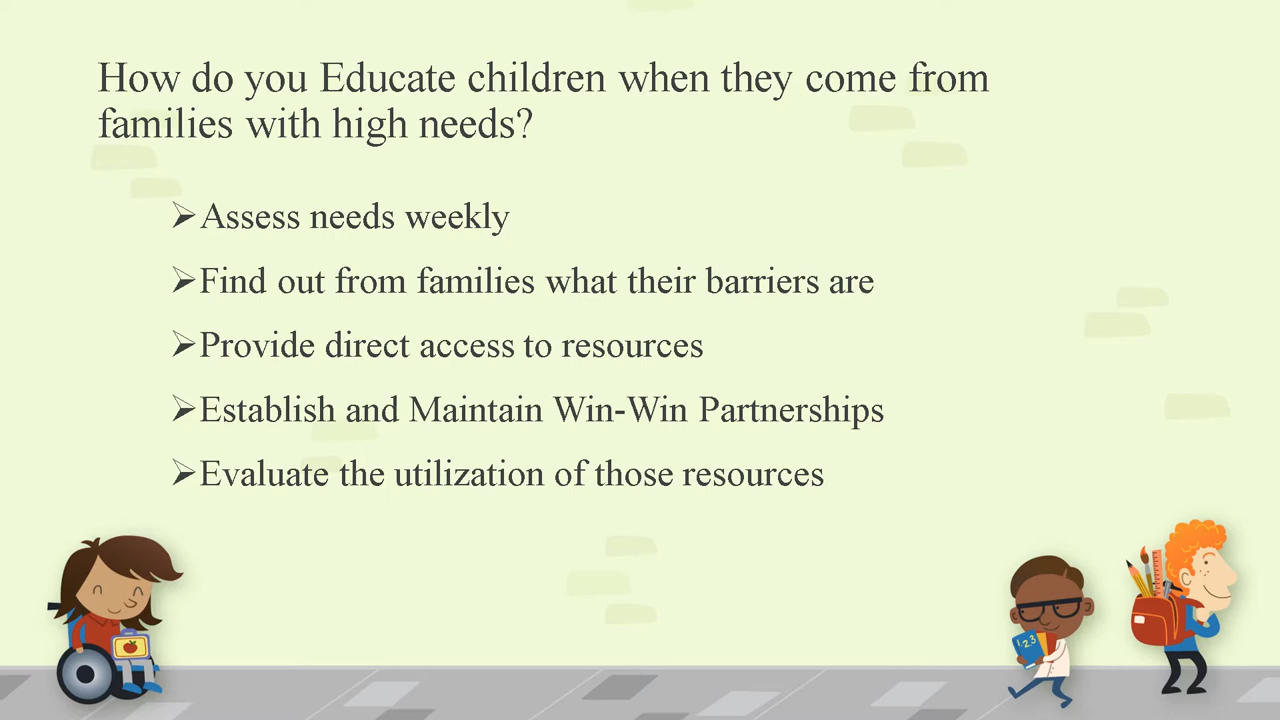 How do you Educate children when they come from
families with high needs?
➢Assess needs weekly
➢Find out from families what their barriers are
➢Provide direct access to resources
➢Establish and Maintain Win-Win Partnerships
➢Evaluate the utilization of those resources
123